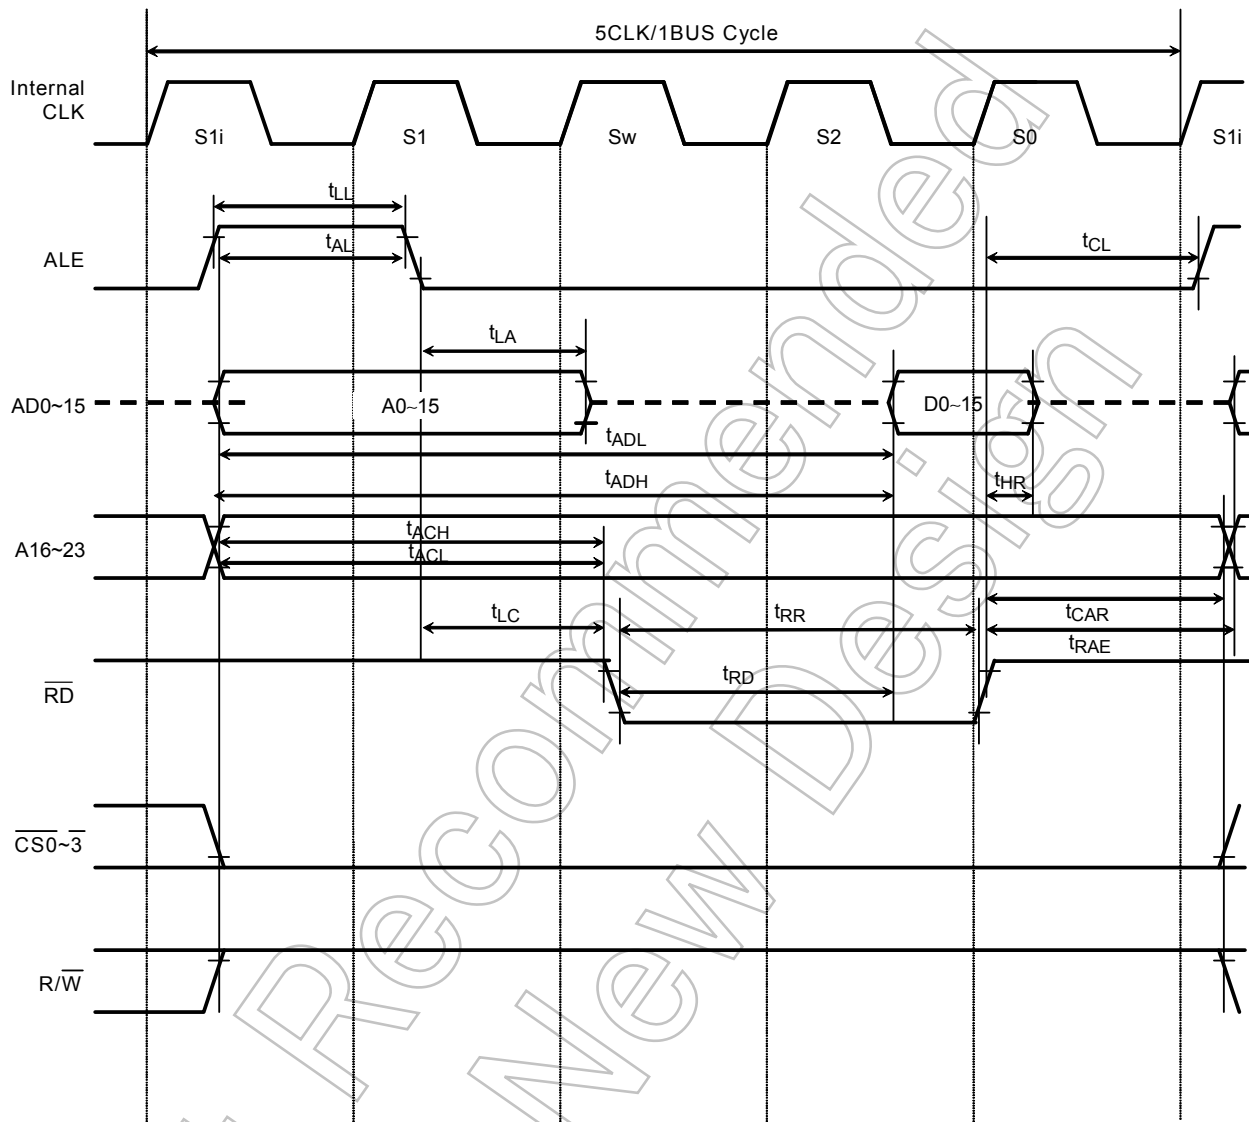 5CLK/1BUS Cycle
Internal
CLK
S1i S1 Sw S2 S0 S1i
tLL
ALE
tAL
tCL
tLA
AD0~15
A0~15
D0~15
tADL
tADH
tHR
A16~23
tACH
tACL
tLC
tRR
tCAR
tRAE
RD
tRD
CS0~3
R/W
Recommended
New Design